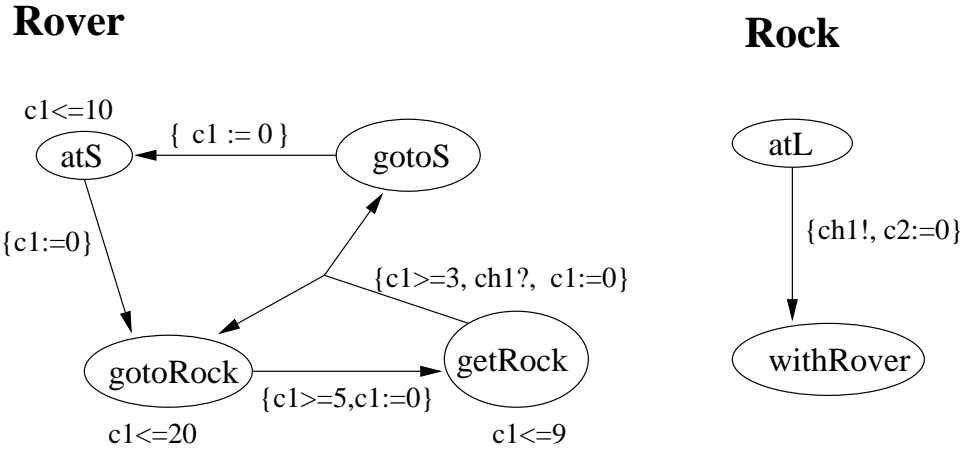 Rover
Rock
c1<=10
atS
{ c1 := 0 }
gotoS
atL
{c1:=0}
{ch1!, c2:=0}
{c1>=3, ch1?, c1:=0}
gotoRock
getRock
withRover
{c1>=5,c1:=0}
c1<=20
c1<=9